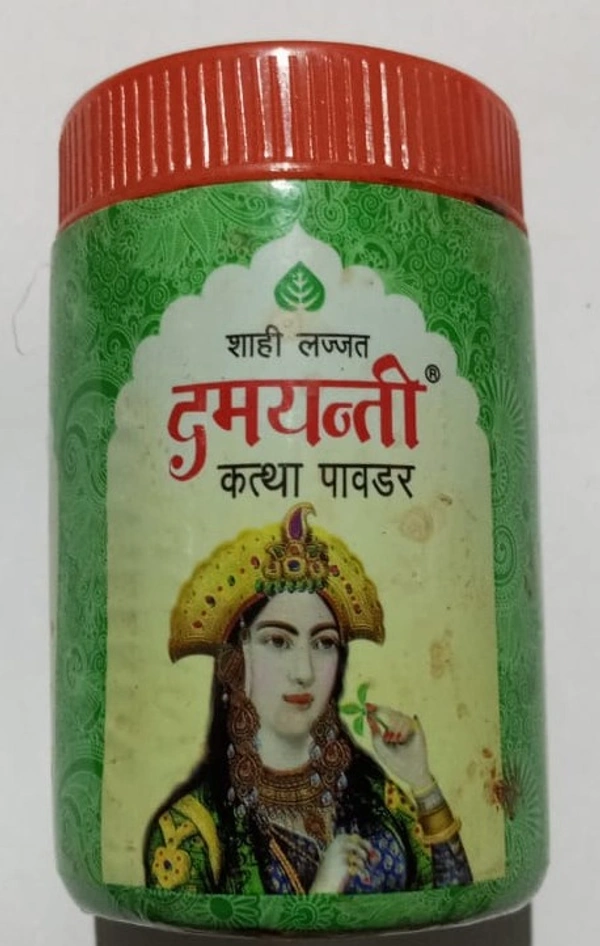 शाही लज्जत
दमयन्ती®
कत्था पावडर